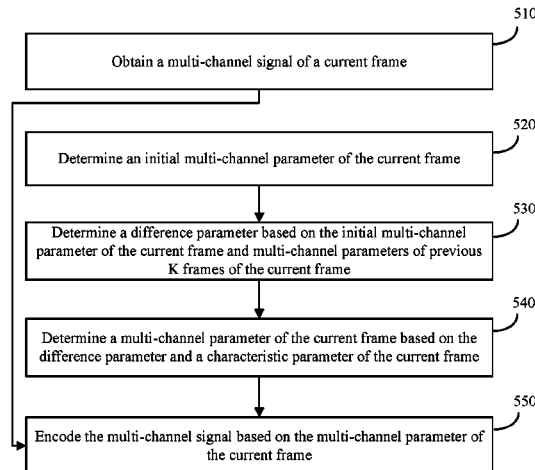 510
Obtain a multi-channel signal of a current frame
520
Determine an initial multi-channel parameter of the current frame
530
Determine a difference parameter based on the initial multi-channel
parameter of the current frame and multi-channel parameters of previous
K frames of the current frame
540
Determine a multi-channel parameter of the current frame based on the
difference parameter and a characteristic parameter of the current frame
550
Encode the multi-channel signal based on the multi-channel parameter of
the current frame